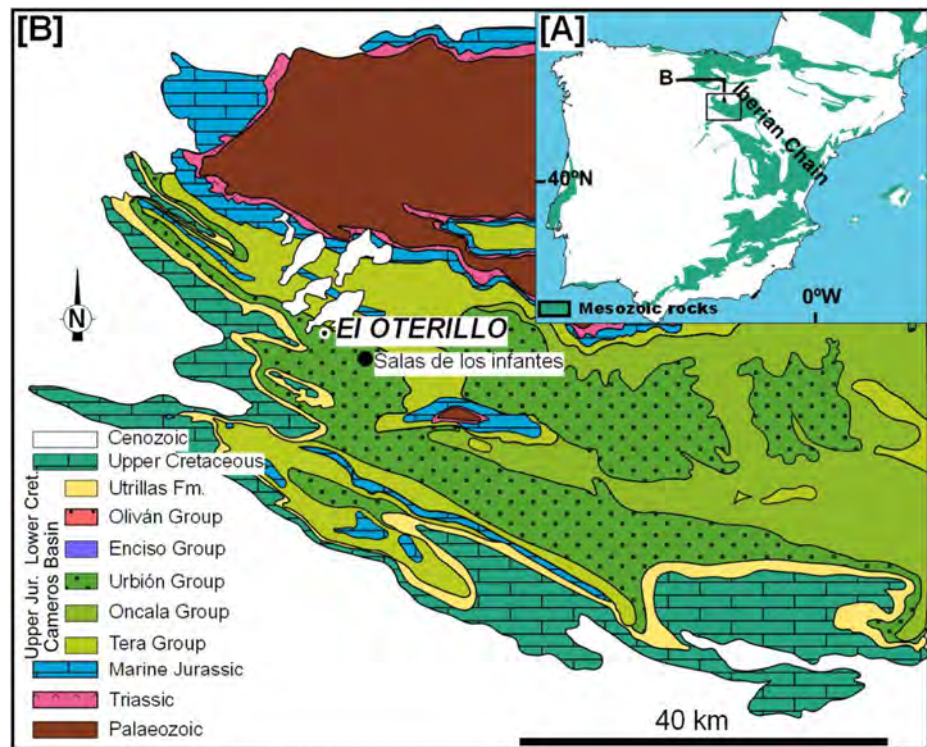 [B]
[A]
B
Iberian Chain
40ºN
0ºW
Mesozoic rocks
N
El OTERILLO
Salas de los infantes
Cenozoic
Upper Cretaceous
Utrillas Fm.
Oliván Group
Enciso Group
Urbión Group
Oncala Group
Tera Group
Marine Jurassic
Triassic
Palaeozoic
Upper Jur. Lower Cret.
Cameros Basin
40 km